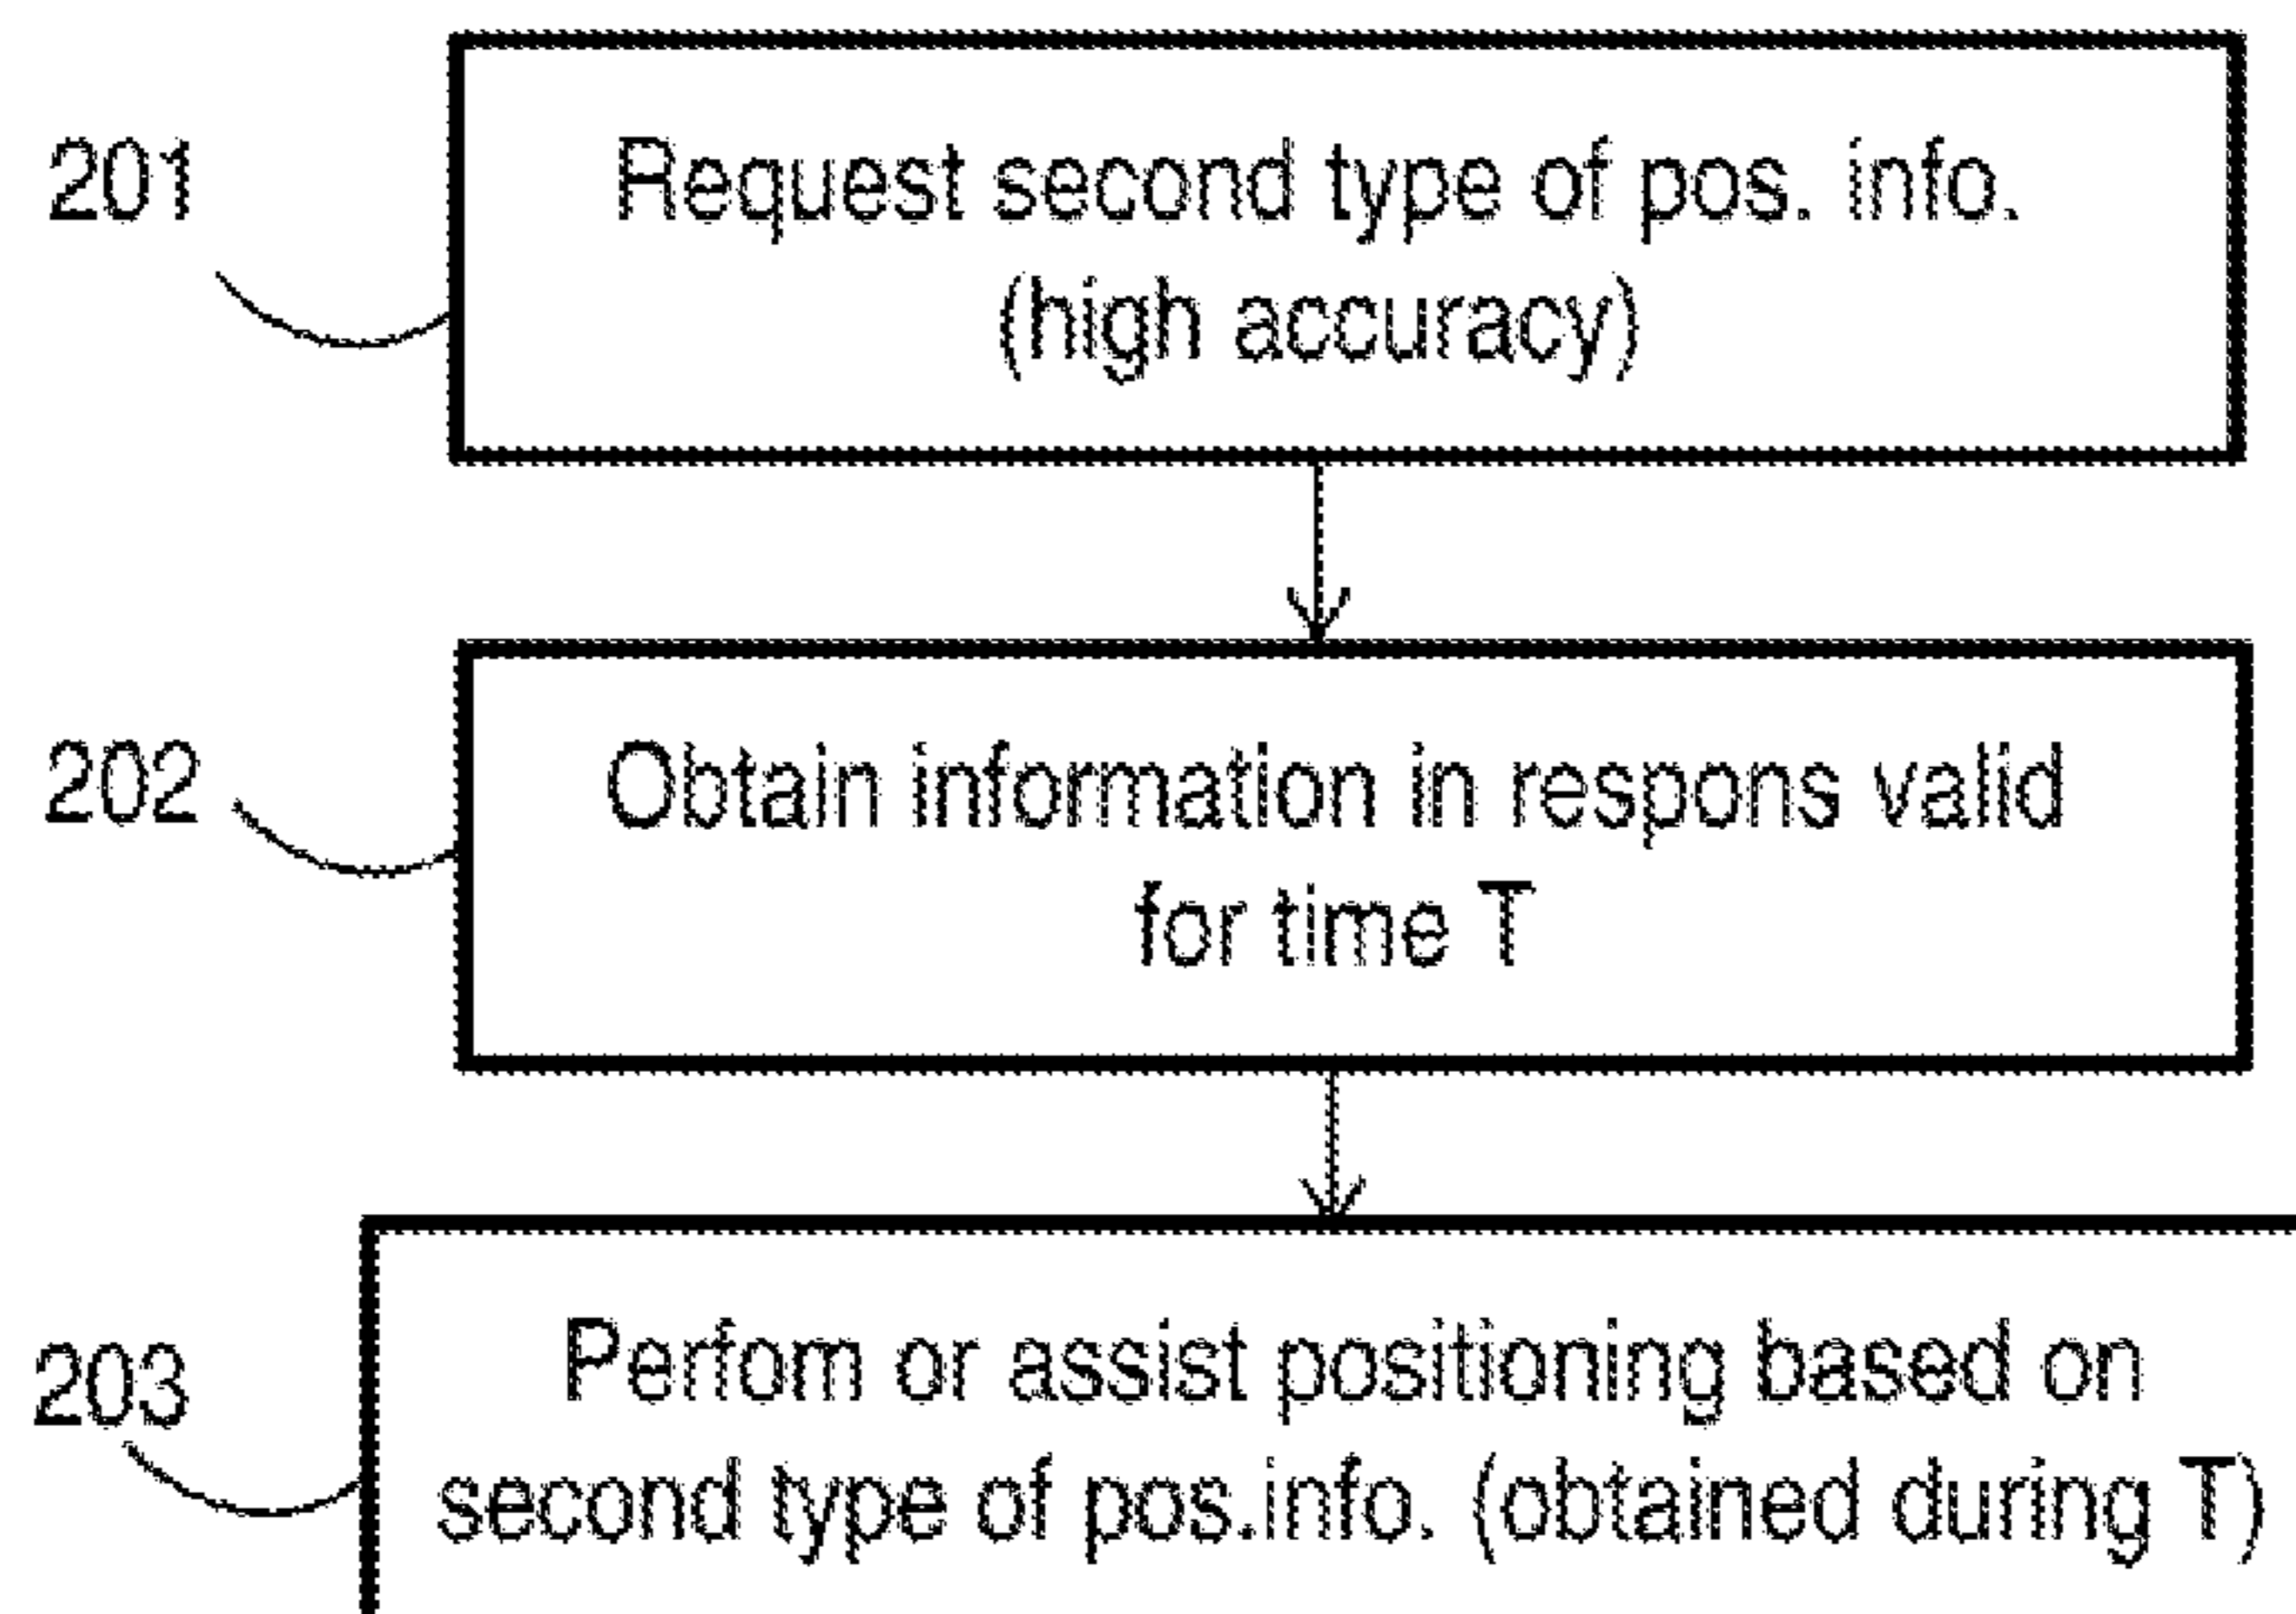 201
Request second type of pos. info.
(high accuracy)
202
Obtain information in respons valid
for time T
203
Perfom or assist positioning based on
second type of pos.info. (obtained during T)